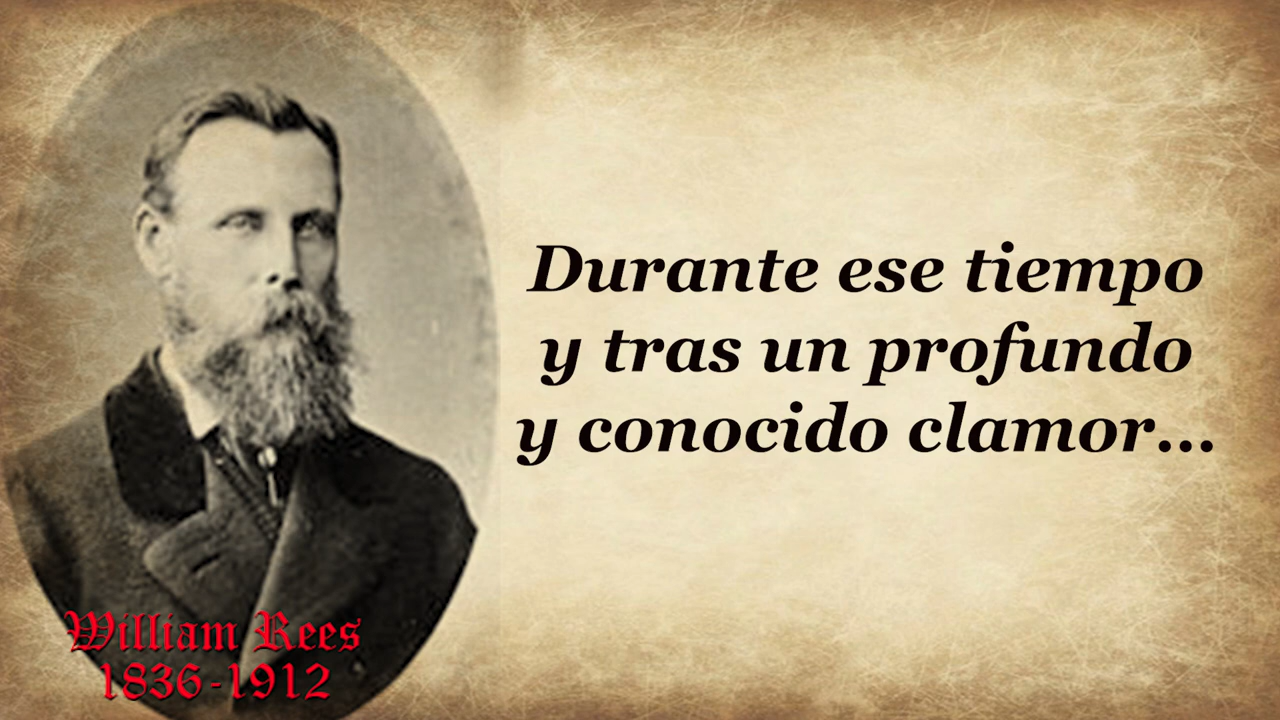 Durante ese tiempo
y tras un profundo
y conocido clamor...
William Rees
1836-1912